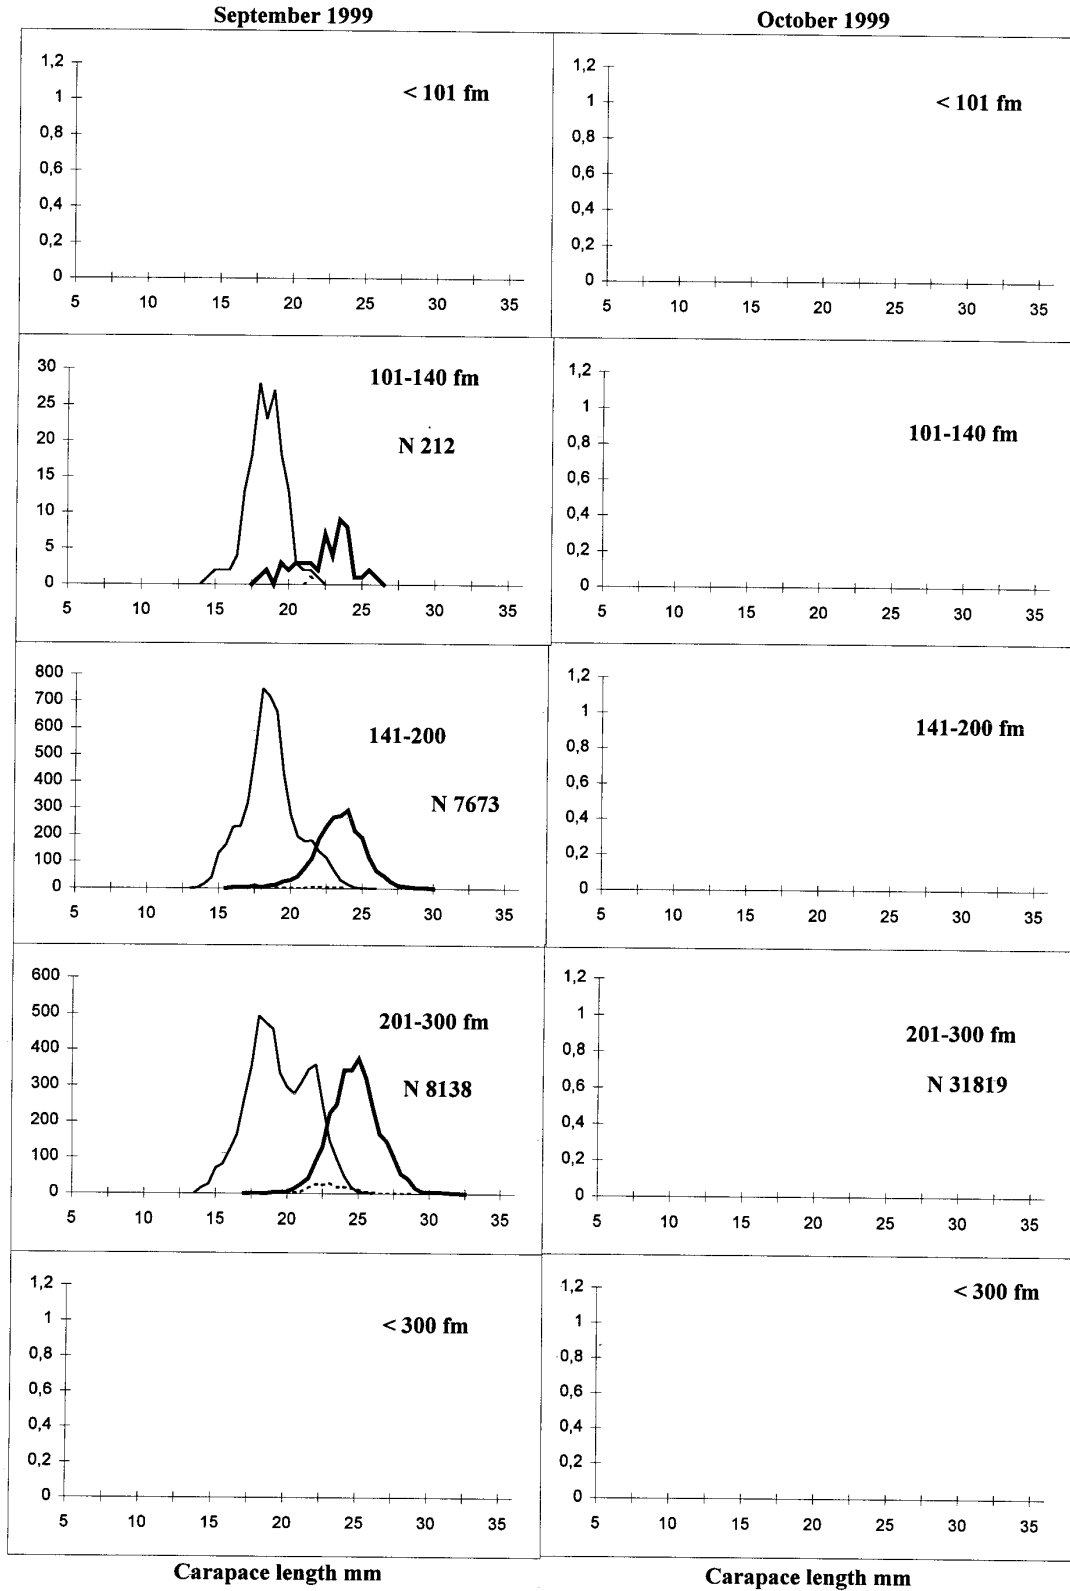 September 1999
October 1999
< 101 fm
1,2
1
0,8
0,6
0,4
0,2
0
5 10 15 20 25 30 35
< 101 fm
1,2
1
0,8
0,6
0,4
0,2
0
5 10 15 20 25 30 35
101-140 fm
N 212
30
25
20
15
10
5
0
5 10 15 20 25 30 35
101-140 fm
1,2
1
0,8
0,6
0,4
0,2
0
5 10 15 20 25 30 35
141-200
N 7673
800
700
600
500
400
300
200
100
0
5 10 15 20 25 30 35
141-200 fm
1,2
1
0,8
0,6
0,4
0,2
0
5 10 15 20 25 30 35
201-300 fm
N 8138
600
500
400
300
200
100
0
5 10 15 20 25 30 35
201-300 fm
N 31819
1,2
1
0,8
0,6
0,4
0,2
0
5 10 15 20 25 30 35
< 300 fm
1,2
1
0,8
0,6
0,4
0,2
0
5 10 15 20 25 30 35
< 300 fm
1,2
1
0,8
0,6
0,4
0,2
0
5 10 15 20 25 30 35
Carapace length mm
Carapace length mm